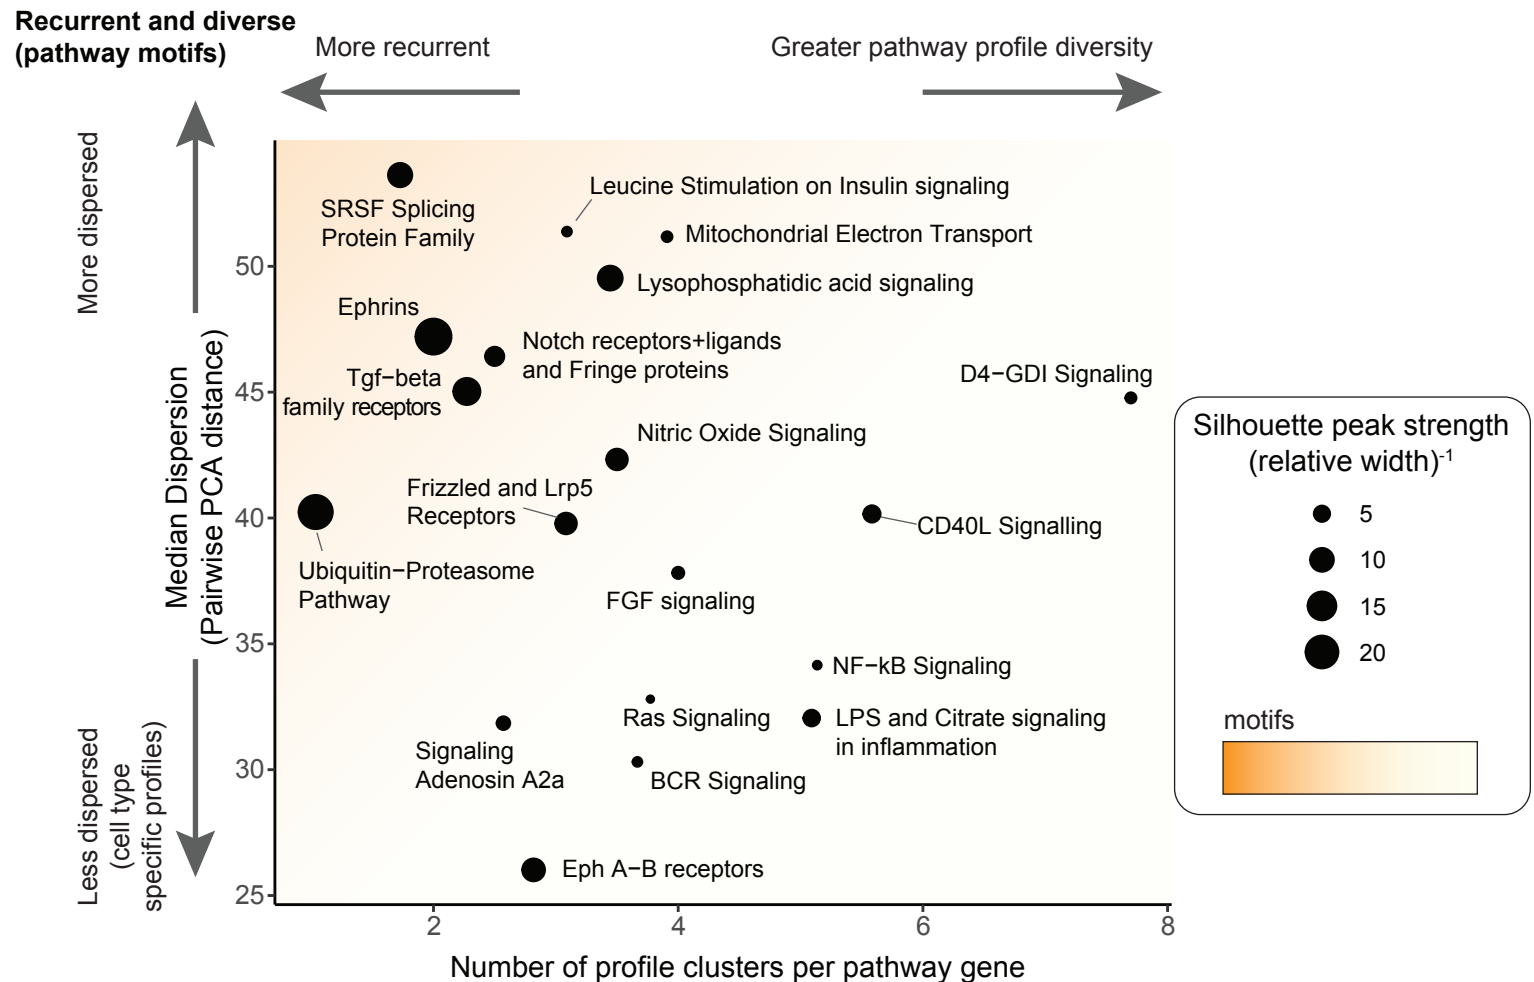 Recurrent and diverse
(pathway motifs)
More recurrent
Greater pathway profile diversity
More dispersed
Median Dispersion
(Pairwise PCA distance)
Less dispersed
(cell type
specific profiles)
50
45
40
35
30
25
SRSF Splicing
Protein Family
Leucine Stimulation on Insulin signaling
Mitochondrial Electron Transport
Lysophosphatidic acid signaling
Ephrins
Notch receptors+ligands
and Fringe proteins
Tgf−beta
family receptors
D4−GDI Signaling
Nitric Oxide Signaling
Frizzled and Lrp5
Receptors
CD40L Signalling
Ubiquitin−Proteasome
Pathway
FGF signaling
NF−kB Signaling
Ras Signaling
LPS and Citrate signaling
in inflammation
Signaling
Adenosin A2a
BCR Signaling
Eph A−B receptors
2
4
6
8
Number of profile clusters per pathway gene
Silhouette peak strength
(relative width)-1
5
10
15
20
motifs